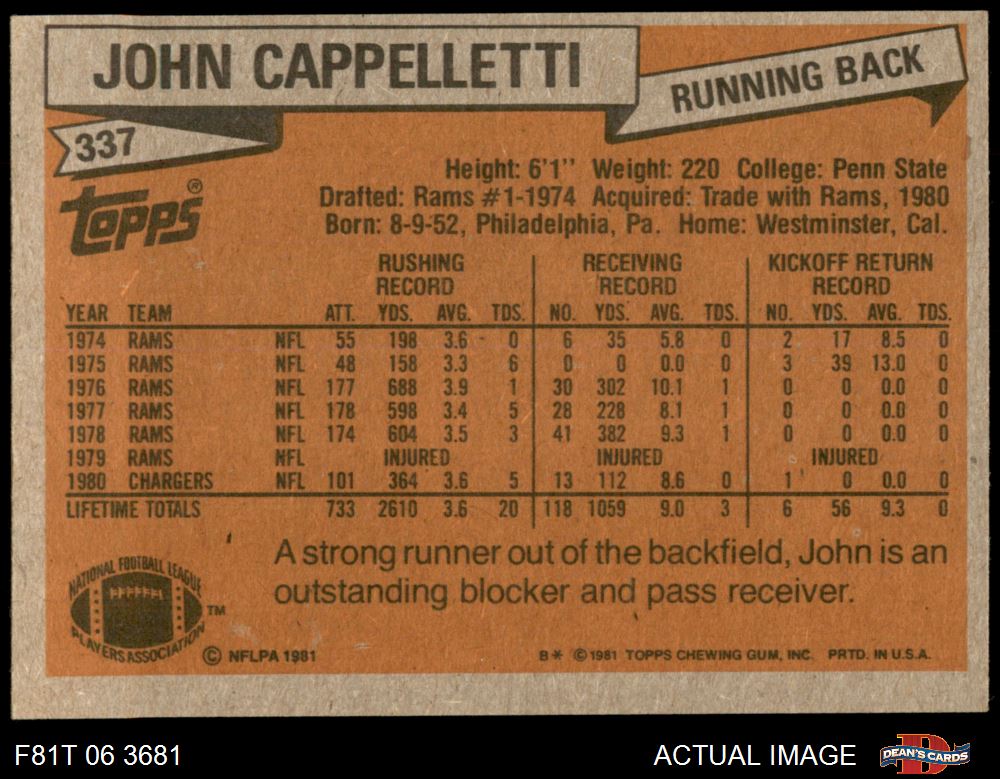 JOHN CAPPELLETTI
RUNNING BACK
337
Topps®
Height: 6'1" Weight: 220 College: Penn State
Drafted: Rams #1-1974 Acquired: Trade with Rams, 1980
Born: 8-9-52, Philadelphia, Pa. Home: Westminster, Cal.
RUSHING RECORD RECEIVING RECORD KICKOFF RETURN RECORD
YEAR TEAM ATT. YDS. AVG. TDS. NO. YDS. AVG. TDS. NO. YDS. AVG. TDS.
1974 RAMS NFL 55 198 3.6 0 6 35 5.8 0 2 17 8.5 0
1975 RAMS NFL 48 158 3.3 6 0 0 0.0 0 3 39 13.0 0
1976 RAMS NFL 177 688 3.9 1 30 302 10.1 1 0 0 0.0 0
1977 RAMS NFL 178 598 3.4 5 28 228 8.1 1 0 0 0.0 0
1978 RAMS NFL 174 604 3.5 3 41 382 9.3 1 0 0 0.0 0
1979 RAMS NFL INJURED INJURED INJURED
1980 CHARGERS NFL 101 364 3.6 5 13 112 8.6 0 1 0 0.0 0
LIFETIME TOTALS 733 2610 3.6 20 118 1059 9.0 3 6 56 9.3 0
A strong runner out of the backfield, John is an
outstanding blocker and pass receiver.
NATIONAL FOOTBALL LEAGUE
PLAYERS ASSOCIATION TM
© NFLPA 1981
B* ©1981 TOPPS CHEWING GUM, INC. PRTD. IN U.S.A.
F81T 06 3681
ACTUAL IMAGE
DEAN'S CARDS